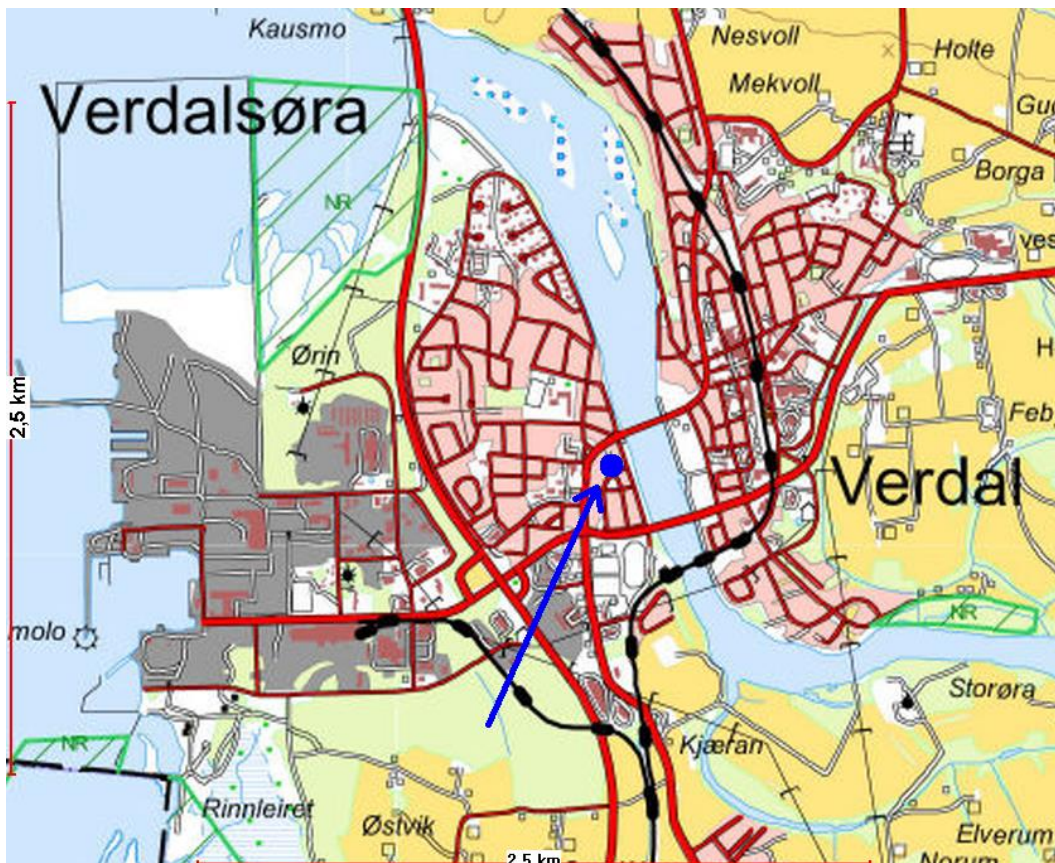 Kausmo
Nesvoll
Holte
Mekvoll
Verdalsøra
Borga
NR
Ørin
2,5 km
Verdal
NR
molo
Storøra
NR
Kjæran
Rinnleiret
Østvik
Elverum
2,5 km